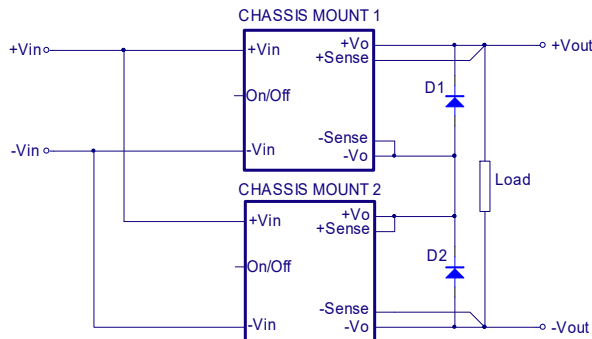 CHASSIS MOUNT 1
+Vin
+Vin
+Vo
+Vout
+Sense
D1
On/Off
-Sense
-Vin
-Vin
-Vo
Load
CHASSIS MOUNT 2
+Vin
+Vo
+Sense
D2
On/Off
-Sense
-Vin
-Vo
-Vout